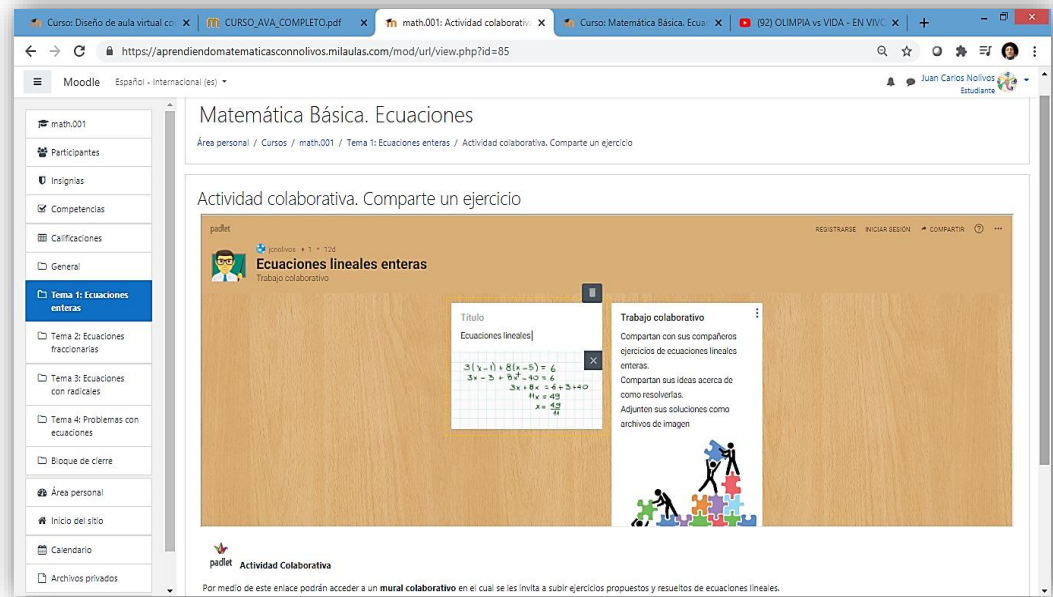 Curso: Diseño de aula virtual co
CURSO_AVA_COMPLETO.pdf
math.001: Actividad colaborativ
Curso: Matemática Básica. Ecua
(92) OLIMPIA vs VIDA - EN VIVO
https://aprendiendomatematicasconnolivos.milaulas.com/mod/url/view.php?id=85
Moodle Español - Internacional (es)
Juan Carlos Nolivos
Estudiante
math.001
Participantes
Insignias
Competencias
Calificaciones
General
Tema 1: Ecuaciones
enteras
Tema 2: Ecuaciones
fraccionarias
Tema 3: Ecuaciones
con radicales
Tema 4: Problemas con
ecuaciones
Bloque de cierre
Área personal
Inicio del sitio
Calendario
Archivos privados
Matemática Básica. Ecuaciones
Área personal / Cursos / math.001 / Tema 1: Ecuaciones enteras / Actividad colaborativa. Comparte un ejercicio
Actividad colaborativa. Comparte un ejercicio
padlet
REGISTRARSE INICIAR SESIÓN COMPARTIR
jcnolivos + 1 • 12d
Ecuaciones lineales enteras
Trabajo colaborativo
Título
Ecuaciones lineales
3(x-1) + 8(x-5) = 6
3x - 3 + 8x - 40 = 6
3x + 8x = 6 + 3 + 40
11x = 49
x = 49/11
Trabajo colaborativo
Compartan con sus compañeros
ejercicios de ecuaciones lineales
enteras.
Compartan sus ideas acerca de
como resolverlas.
Adjunten sus soluciones como
archivos de imagen
padlet Actividad Colaborativa
Por medio de este enlace podrán acceder a un mural colaborativo en el cual se les invita a subir ejercicios propuestos y resueltos de ecuaciones lineales.